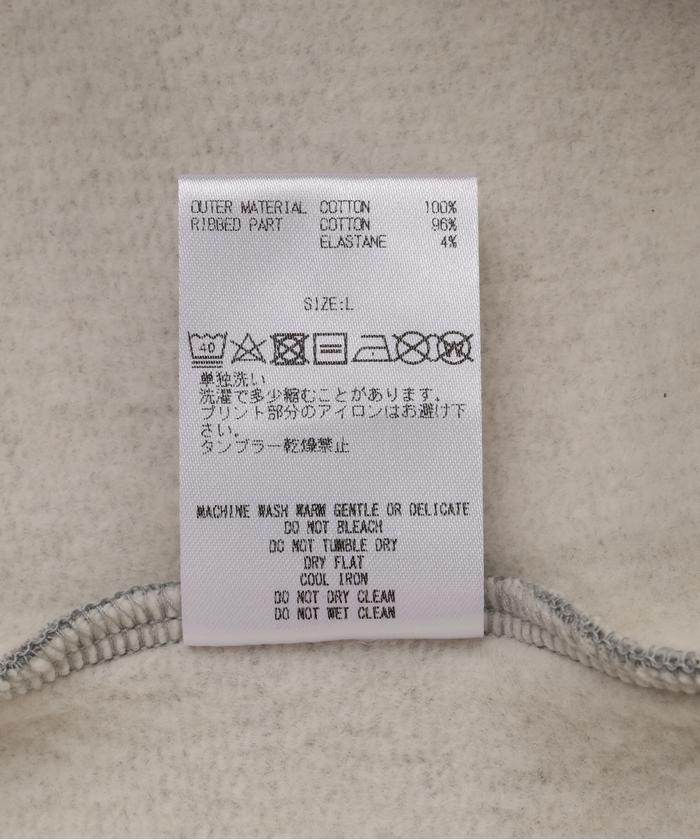 OUTER MATERIAL COTTON 100%
RIBBED PART COTTON 96%
ELASTANE 4%
SIZE:L
40 W
単独洗い
洗濯で多少縮むことがあります。
プリント部分のアイロンはお避け下
さい。
タンブラー乾燥禁止
MACHINE WASH WARM GENTLE OR DELICATE
DO NOT BLEACH
DO NOT TUMBLE DRY
DRY FLAT
COOL IRON
DO NOT DRY CLEAN
DO NOT WET CLEAN